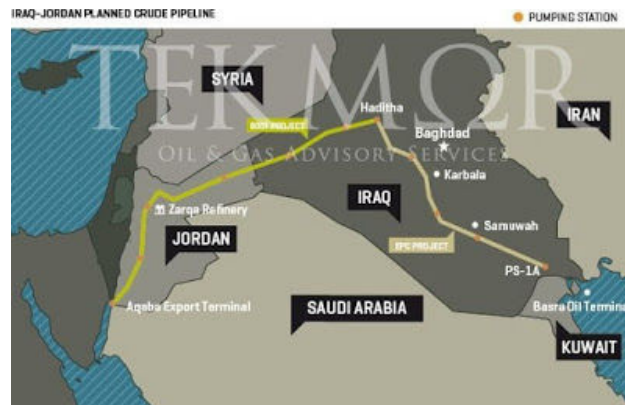 IRAQ-JORDAN PLANNED CRUDE PIPELINE
PUMPING STATION
TEKMOR
OIL & GAS ADVISORY SERVICES
SYRIA
IRAN
Haditha
BOOT PROJECT
Baghdad
Karbala
IRAQ
Zarqa Refinery
Samuwah
JORDAN
EPC PROJECT
PS-1A
Aqaba Export Terminal
SAUDI ARABIA
Basra Oil Termina
KUWAIT